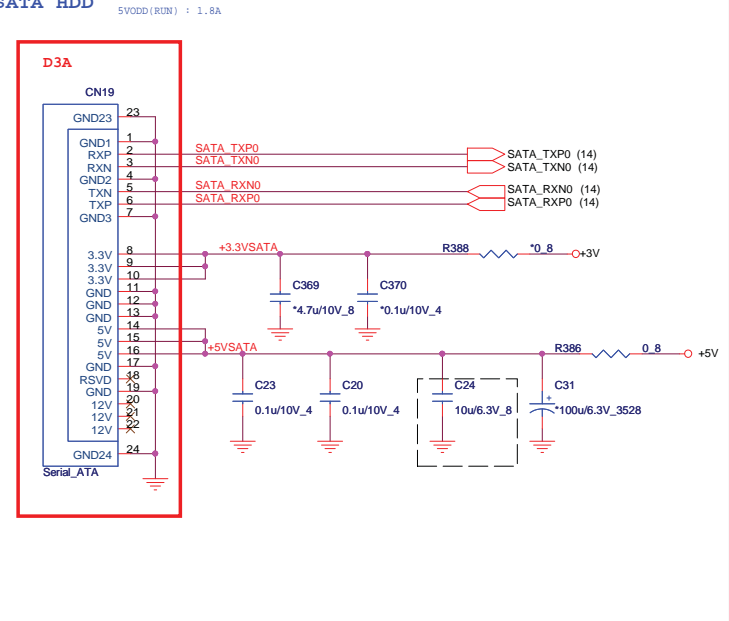 SATA HDD
5VODD(RUN) : 1.8A
D3A
CN19
GND23 23
GND1 1
RXP 2 SATA_TXP0 SATA_TXP0 (14)
RXN 3 SATA_TXN0 SATA_TXN0 (14)
GND2 4
TXN 5 SATA_RXN0 SATA_RXN0 (14)
TXP 6 SATA_RXP0 SATA_RXP0 (14)
GND3 7
3.3V 8 +3.3VSATA R388 *0_8 +3V
3.3V 9
3.3V 10
GND 11 C369 C370
GND 12
GND 13 *4.7u/10V_8 *0.1u/10V_4
5V 14
5V 15
5V 16 +5VSATA R386 0_8 +5V
GND 17
RSVD 18 C23 C20 C24 C31
GND 19 +
12V 20 0.1u/10V_4 0.1u/10V_4 10u/6.3V_8 *100u/6.3V_3528
12V 21
12V 22
GND24 24
Serial_ATA